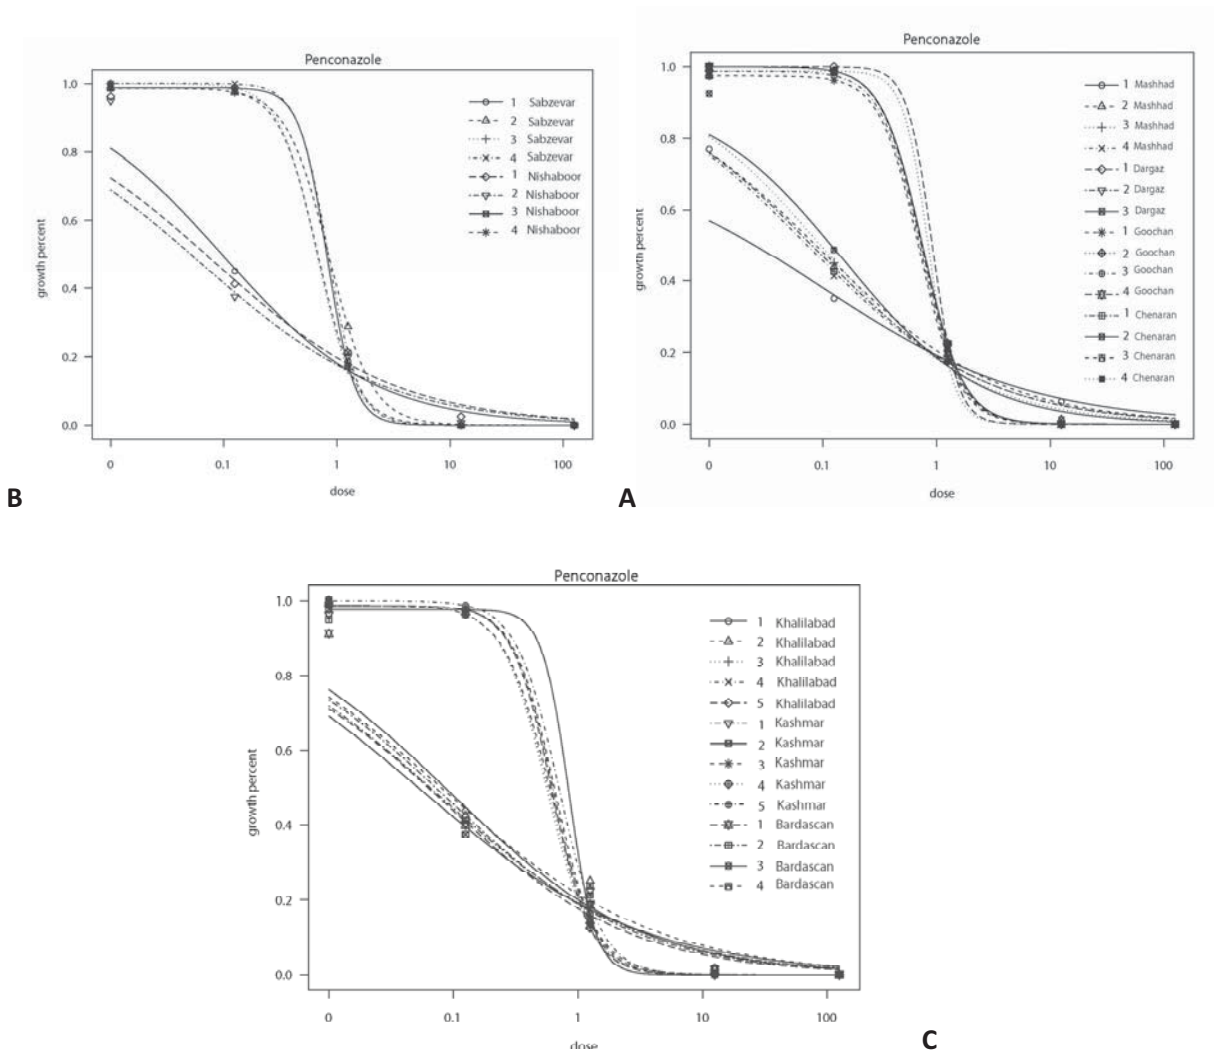 Penconazole
1.0
0.8
0.6
0.4
0.2
0.0
growth percent
0
0.1
1
10
100
dose
1 Sabzevar
2 Sabzevar
3 Sabzevar
4 Sabzevar
1 Nishaboor
2 Nishaboor
3 Nishaboor
4 Nishaboor
B
Penconazole
1.0
0.8
0.6
0.4
0.2
0.0
growth percent
0
0.1
1
10
100
dose
1 Mashhad
2 Mashhad
3 Mashhad
4 Mashhad
1 Dargaz
2 Dargaz
3 Dargaz
1 Goochan
2 Goochan
3 Goochan
4 Goochan
1 Chenaran
2 Chenaran
3 Chenaran
4 Chenaran
A
Penconazole
1.0
0.8
0.6
0.4
0.2
0.0
growth percent
0
0.1
1
10
100
dose
1 Khalilabad
2 Khalilabad
3 Khalilabad
4 Khalilabad
5 Khalilabad
1 Kashmar
2 Kashmar
3 Kashmar
4 Kashmar
5 Kashmar
1 Bardascan
2 Bardascan
3 Bardascan
4 Bardascan
C